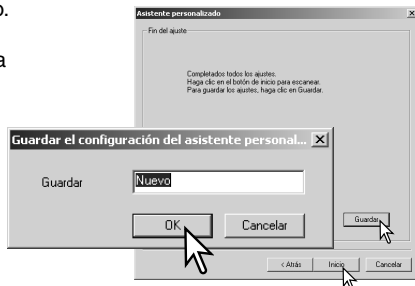 o.
a
Asistente personalizado
Fin del ajuste
Completados todos los ajustes.
Haga clic en el botón de inicio para escanear.
Para guardar los ajustes, haga clic en Guardar.
Guardar el configuración del asistente personal...
Guardar
Nuevo
OK
Cancelar
Guardar
< Atrás
Inicio
Cancelar